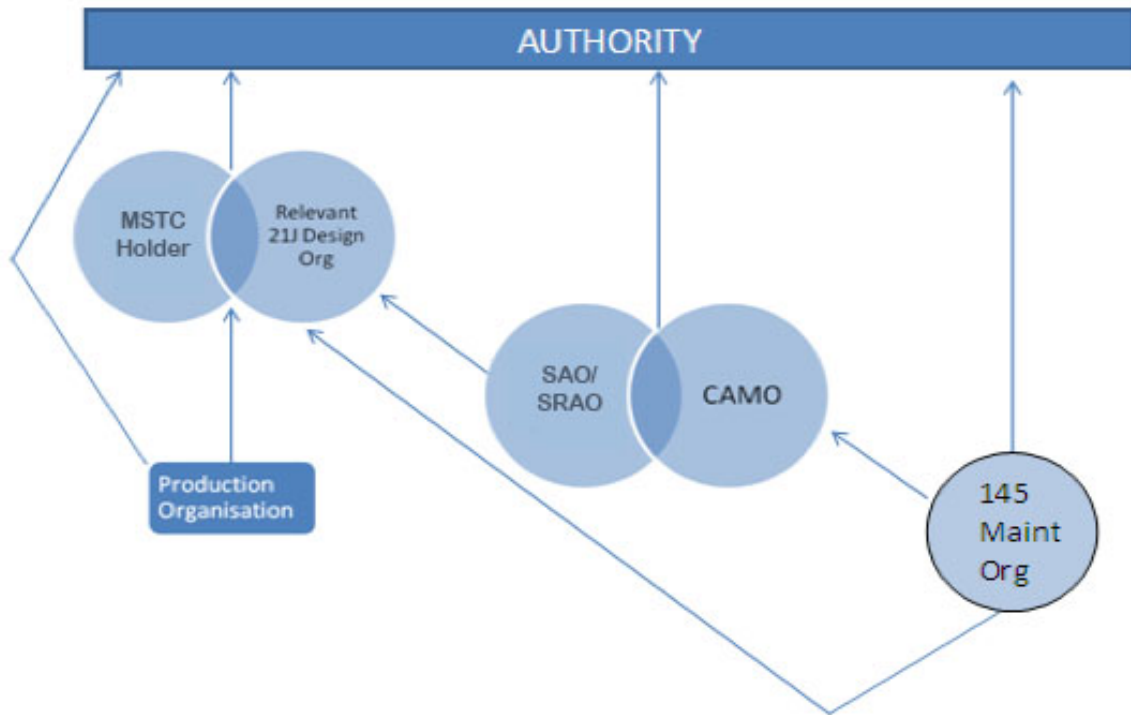 AUTHORITY
MSTC
Holder
Relevant
21J Design
Org
SAO/
SRAO
CAMO
Production
Organisation
145
Maint
Org